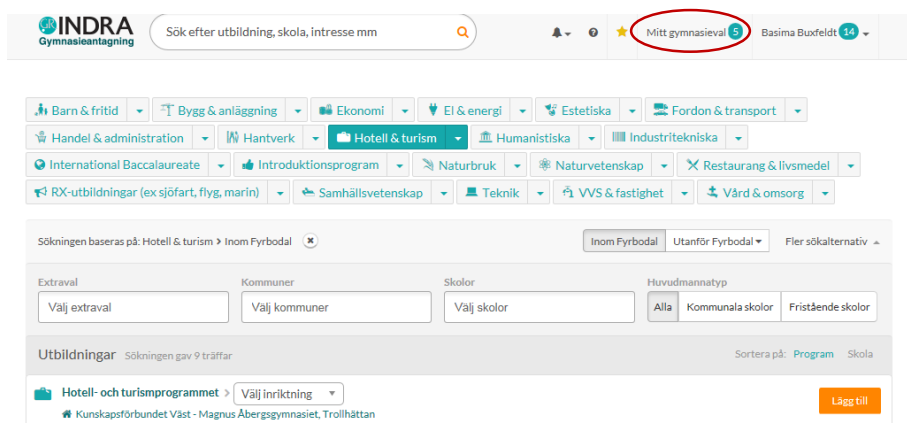 GR INDRA
Gymnasieantagning
Sök efter utbildning, skola, intresse mm
Mitt gymnasieval 5
Basima Buxfeldt 14
Barn & fritid
Bygg & anläggning
Ekonomi
El & energi
Estetiska
Fordon & transport
Handel & administration
Hantverk
Hotell & turism
Humanistiska
Industritekniska
International Baccalaureate
Introduktionsprogram
Naturbruk
Naturvetenskap
Restaurang & livsmedel
RX-utbildningar (ex sjöfart, flyg, marin)
Samhällsvetenskap
Teknik
VVS & fastighet
Vård & omsorg
Sökningen baseras på: Hotell & turism > Inom Fyrbodal
Inom Fyrbodal
Utanför Fyrbodal
Fler sökalternativ
Extraval
Kommuner
Skolor
Huvudmannatyp
Välj extraval
Välj kommuner
Välj skolor
Alla
Kommunala skolor
Fristående skolor
Utbildningar Sökningen gav 9 träffar
Sortera på: Program Skola
Hotell- och turismprogrammet > Välj inriktning
Lägg till
Kunskapsförbundet Väst - Magnus Åbergsgymnasiet, Trollhättan